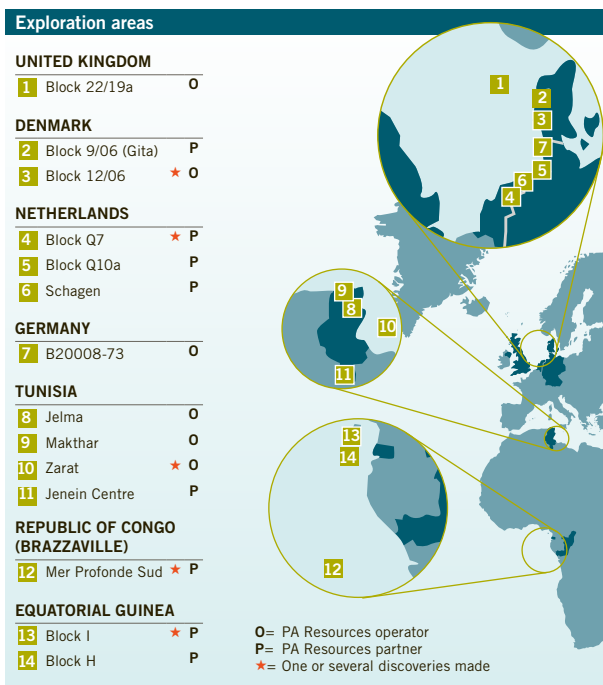 Exploration areas
UNITED KINGDOM
1 Block 22/19a O
DENMARK
2 Block 9/06 (Gita) P
3 Block 12/06 ★ O
NETHERLANDS
4 Block Q7 ★ P
5 Block Q10a P
6 Schagen P
GERMANY
7 B20008-73 O
TUNISIA
8 Jelma O
9 Makthar O
10 Zarat ★ O
11 Jenein Centre P
REPUBLIC OF CONGO
(BRAZZAVILLE)
12 Mer Profonde Sud ★ P
EQUATORIAL GUINEA
13 Block I ★ P
14 Block H P
1
2
3
7
5
6
4
9
8
10
11
13
14
12
O= PA Resources operator
P= PA Resources partner
★= One or several discoveries made